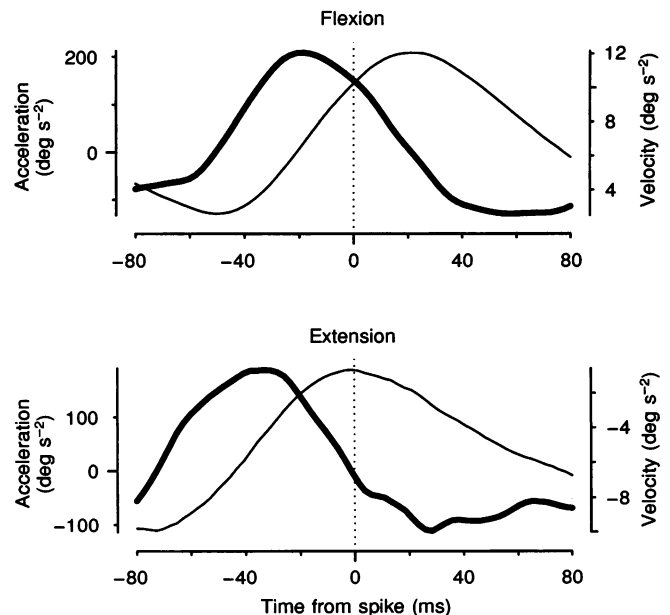 Flexion
200
0
Acceleration
(deg s⁻²)
12
8
4
Velocity (deg s⁻²)
−80
−40
0
40
80
Extension
100
0
−100
Acceleration
(deg s⁻²)
−4
−8
Velocity (deg s⁻²)
−80
−40
0
40
80
Time from spike (ms)